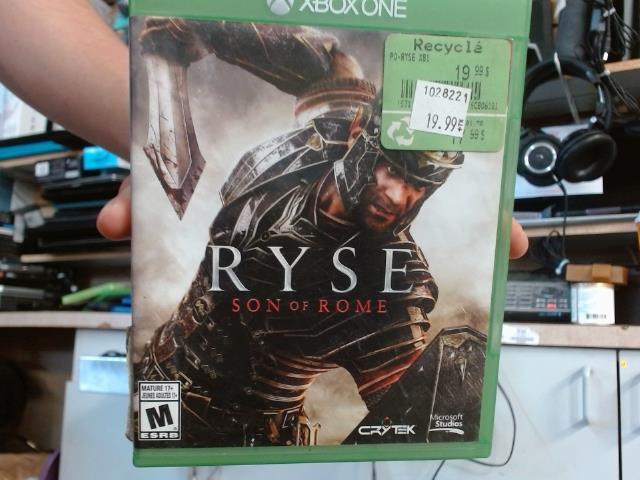 XBOX ONE
Recyclé
PO-RYSE XB1
19 99 $
1028221
19.99
99 $
RYSE
SON OF ROME
MATURE 17+
JEUNES ADULTES 17+
M
ESRB
CRYTEK
Microsoft
Studios